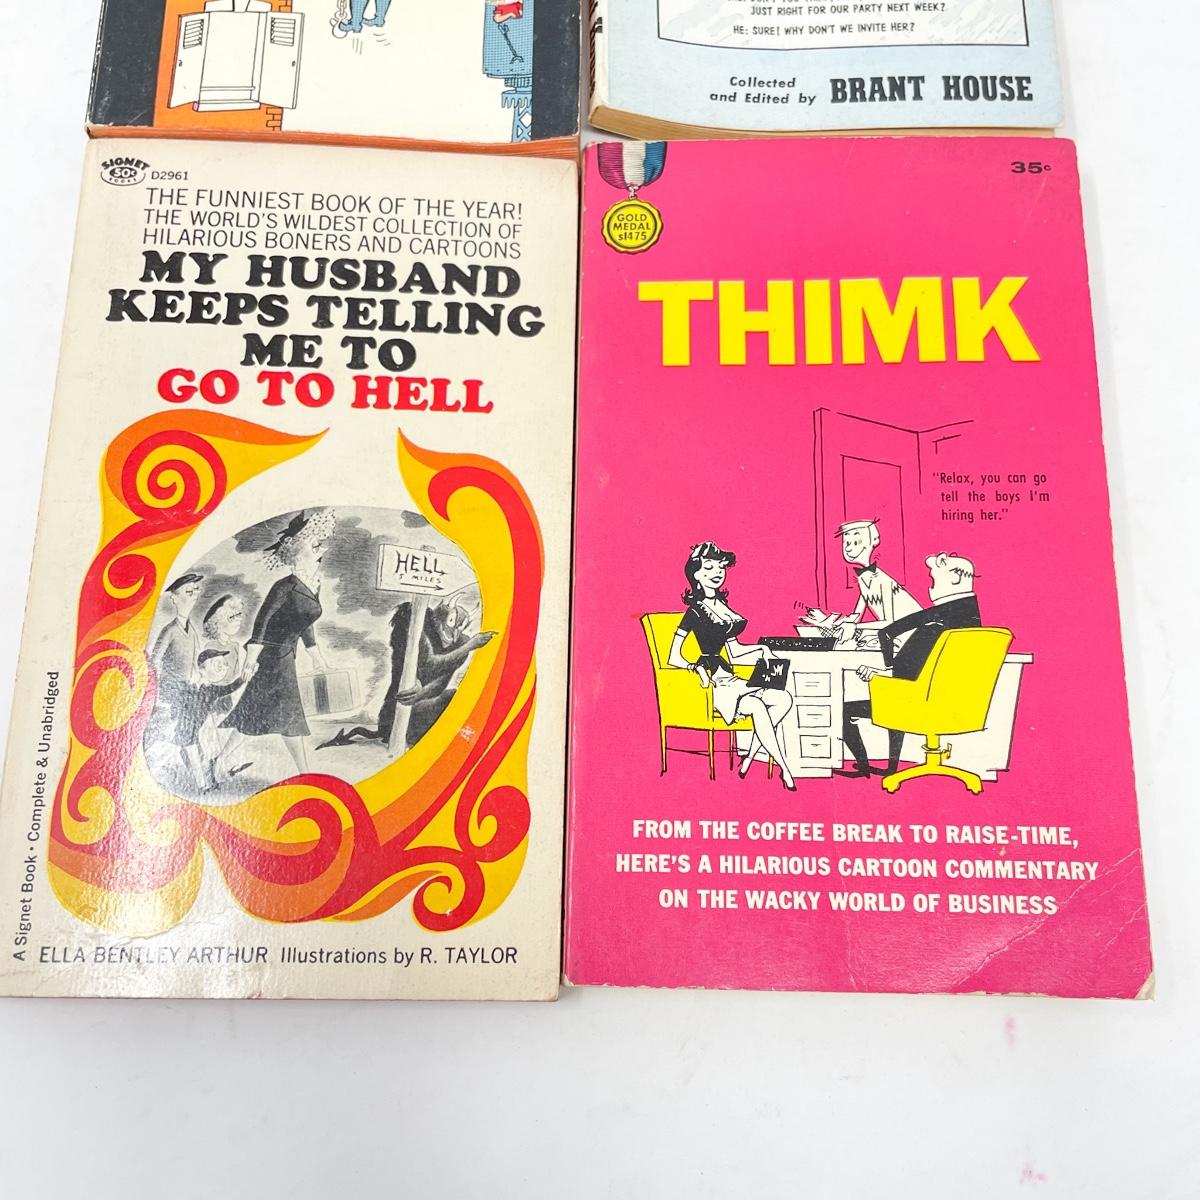 JUST RIGHT FOR OUR PARTY NEXT WEEK?
HE: SURE! WHY DON'T WE INVITE HER?
Collected
and Edited by BRANT HOUSE
SIGNET
50¢
BOOKS
D2961
THE FUNNIEST BOOK OF THE YEAR!
THE WORLD'S WILDEST COLLECTION OF
HILARIOUS BONERS AND CARTOONS
MY HUSBAND
KEEPS TELLING
ME TO
GO TO HELL
HELL
5 MILES
A Signet Book • Complete & Unabridged
ELLA BENTLEY ARTHUR Illustrations by R. TAYLOR
35¢
GOLD
MEDAL
s1475
THIMK
"Relax, you can go
tell the boys I'm
hiring her."
FROM THE COFFEE BREAK TO RAISE-TIME,
HERE'S A HILARIOUS CARTOON COMMENTARY
ON THE WACKY WORLD OF BUSINESS